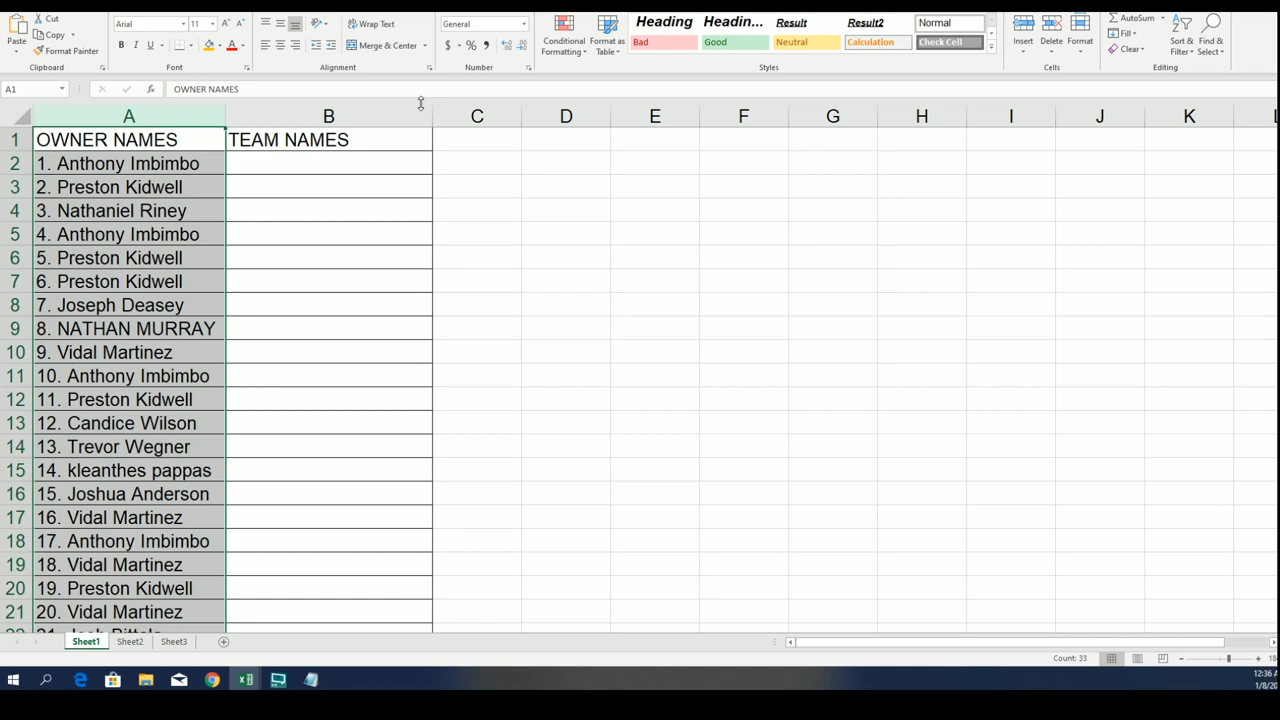 Cut
Copy
Paste
Format Painter
Clipboard
Arial 11
B I U
Font
Wrap Text
Merge & Center
Alignment
General
$ % ,
Number
Conditional Formatting
Format as Table
Heading Headin... Result Result2 Normal
Bad Good Neutral Calculation Check Cell
Styles
Insert Delete Format
Cells
AutoSum
Fill
Clear
Sort & Filter
Find & Select
Editing
A1 fx OWNER NAMES
A B C D E F G H I J K L
1 OWNER NAMES TEAM NAMES
2 1. Anthony Imbimbo
3 2. Preston Kidwell
4 3. Nathaniel Riney
5 4. Anthony Imbimbo
6 5. Preston Kidwell
7 6. Preston Kidwell
8 7. Joseph Deasey
9 8. NATHAN MURRAY
10 9. Vidal Martinez
11 10. Anthony Imbimbo
12 11. Preston Kidwell
13 12. Candice Wilson
14 13. Trevor Wegner
15 14. kleanthes pappas
16 15. Joshua Anderson
17 16. Vidal Martinez
18 17. Anthony Imbimbo
19 18. Vidal Martinez
20 19. Preston Kidwell
21 20. Vidal Martinez
Sheet1 Sheet2 Sheet3
Count: 33
12:36 A